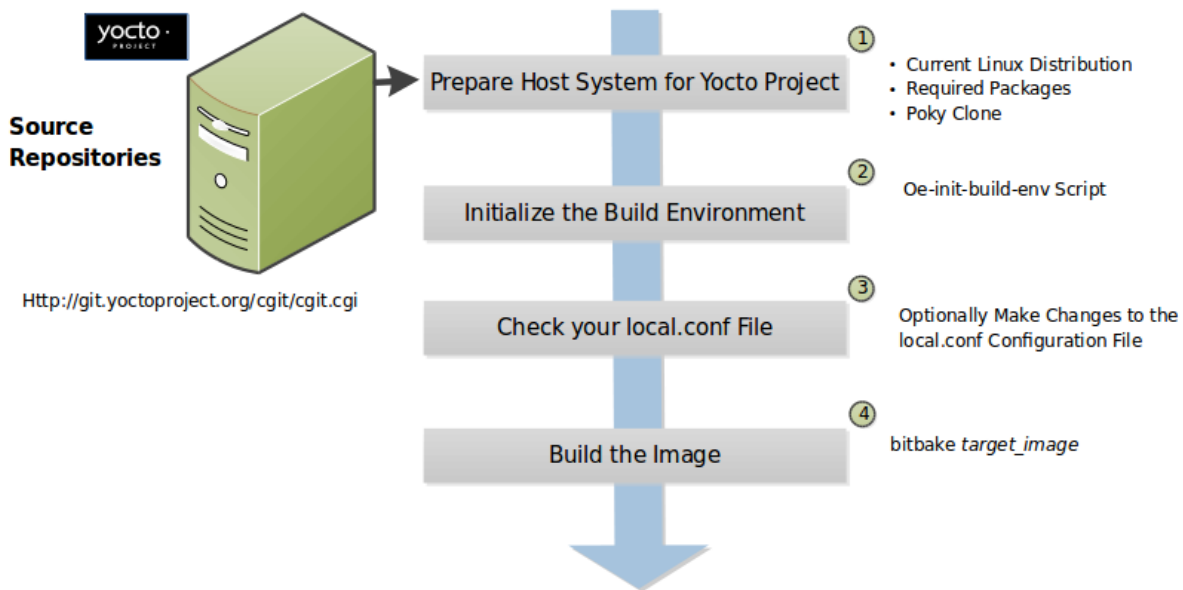 yocto ·
PROJECT
Source
Repositories
Http://git.yoctoproject.org/cgit/cgit.cgi
1
Prepare Host System for Yocto Project
• Current Linux Distribution
• Required Packages
• Poky Clone
2
Initialize the Build Environment
Oe-init-build-env Script
3
Check your local.conf File
Optionally Make Changes to the
local.conf Configuration File
4
Build the Image
bitbake target_image